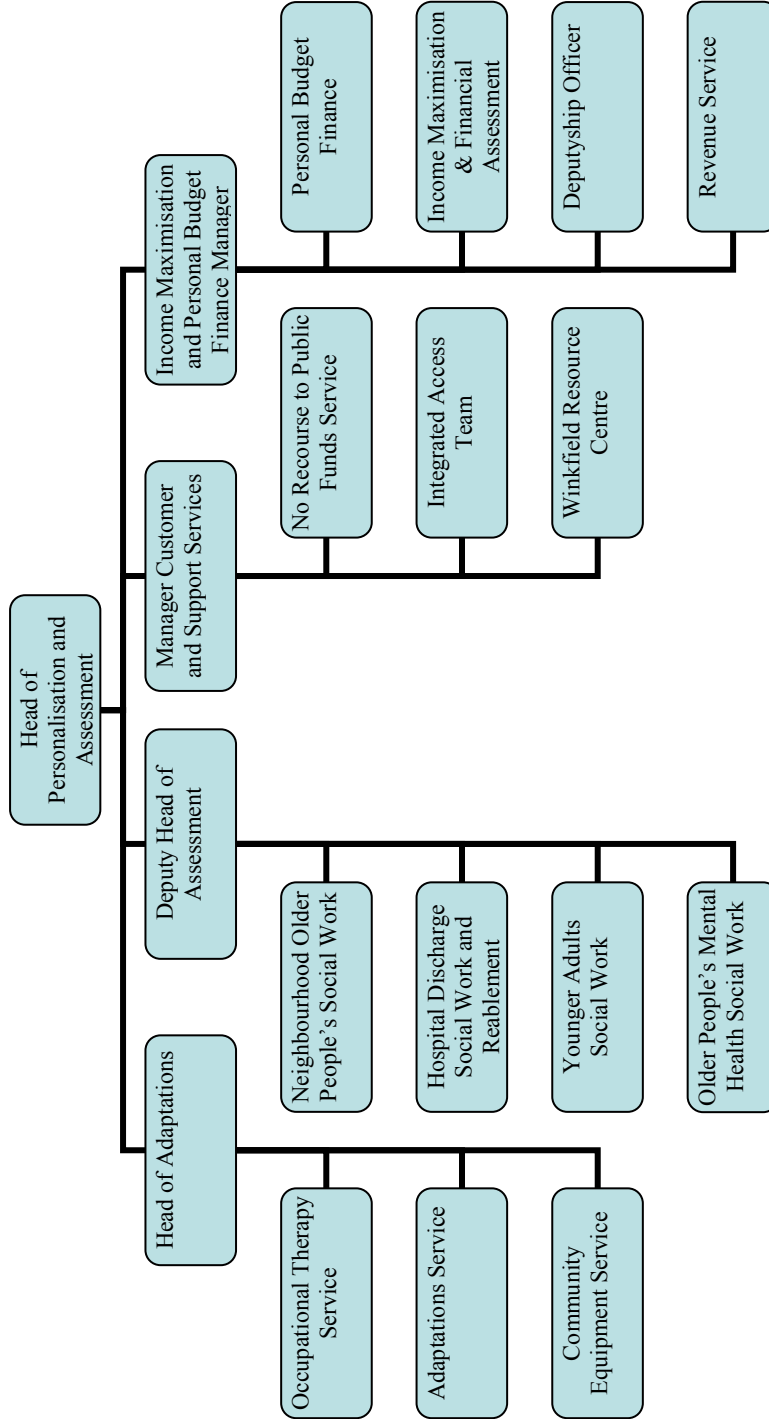 Head of
Personalisation and
Assessment
Head of Adaptations
Deputy Head of
Assessment
Manager Customer
and Support Services
Income Maximisation
and Personal Budget
Finance Manager
Occupational Therapy
Service
Adaptations Service
Community
Equipment Service
Neighbourhood Older
People’s Social Work
Hospital Discharge
Social Work and
Reablement
Younger Adults
Social Work
Older People’s Mental
Health Social Work
No Recourse to Public
Funds Service
Integrated Access
Team
Winkfield Resource
Centre
Personal Budget
Finance
Income Maximisation
& Financial
Assessment
Deputyship Officer
Revenue Service